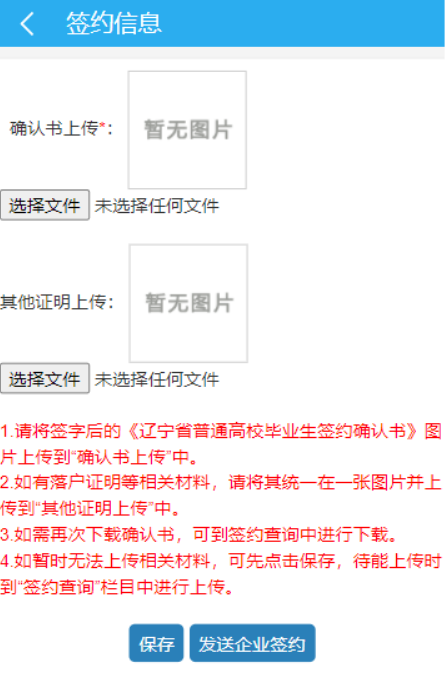 签约信息
确认书上传*：
暂无图片
选择文件 未选择任何文件
其他证明上传：
暂无图片
选择文件 未选择任何文件
1.请将签字后的《辽宁省普通高校毕业生签约确认书》图
片上传到“确认书上传”中。
2.如有落户证明等相关材料，请将其统一在一张图片并上
传到“其他证明上传”中。
3.如需再次下载确认书，可到签约查询中进行下载。
4.如暂时无法上传相关材料，可先点击保存，待能上传时
到“签约查询”栏目中进行上传。
保存 发送企业签约